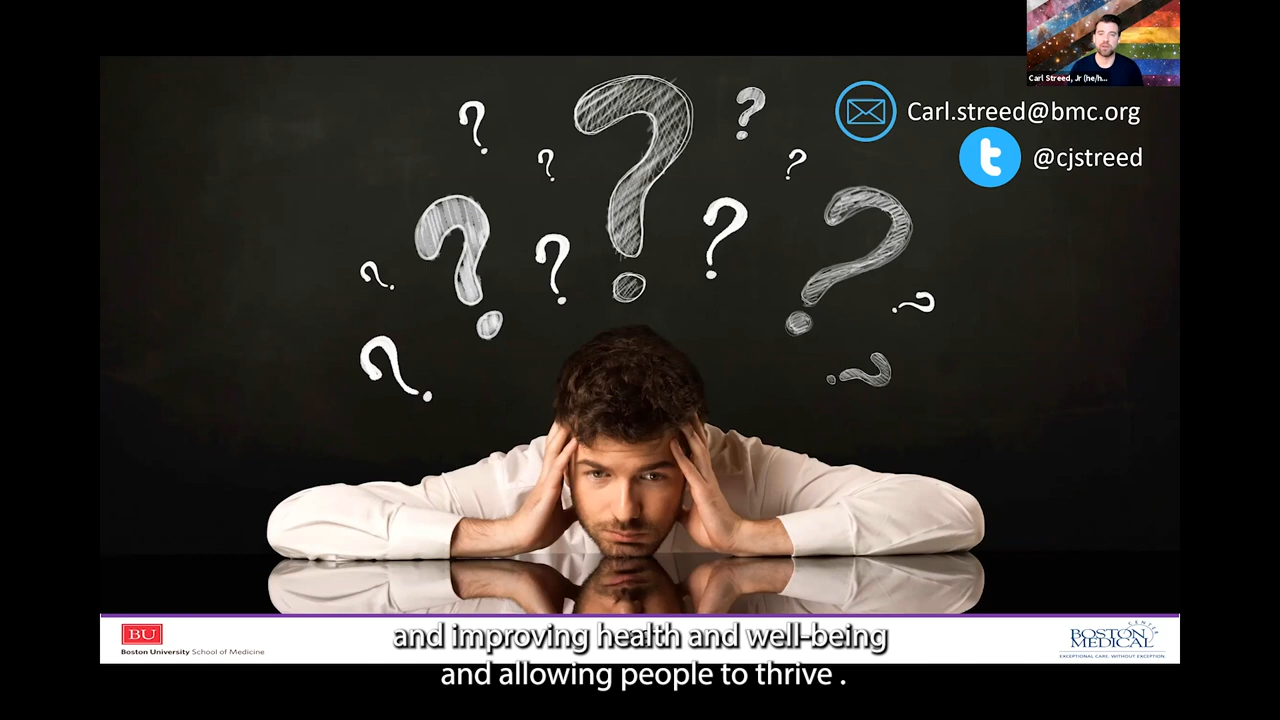 Carl Streed, Jr (he/h...
Carl.streed@bmc.org
@cjstreed
? ? ? ? ? ? ? ? ? ? ? ? ?
BU
Boston University School of Medicine
and improving health and well-being
and allowing people to thrive .
BOSTON
MEDICAL
CENTER
EXCEPTIONAL CARE. WITHOUT EXCEPTION.